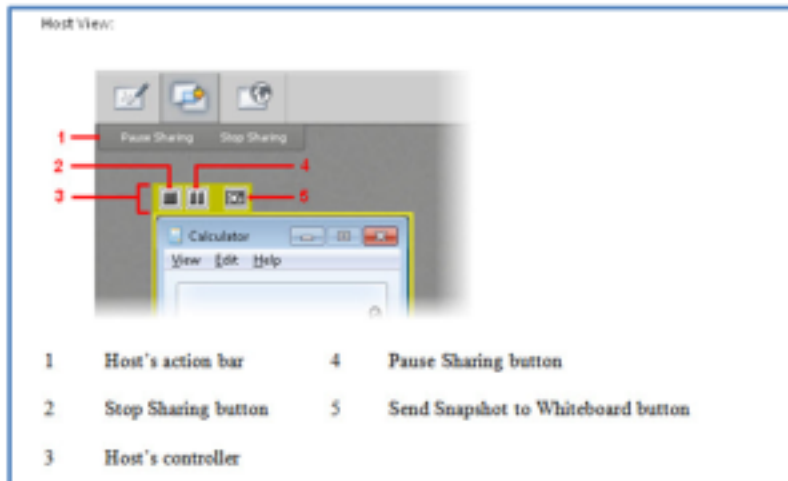 Host View:
Pause Sharing Stop Sharing
1
2
4
3
5
Calculator
View Edit Help
0
1 Host's action bar 4 Pause Sharing button
2 Stop Sharing button 5 Send Snapshot to Whiteboard button
3 Host's controller